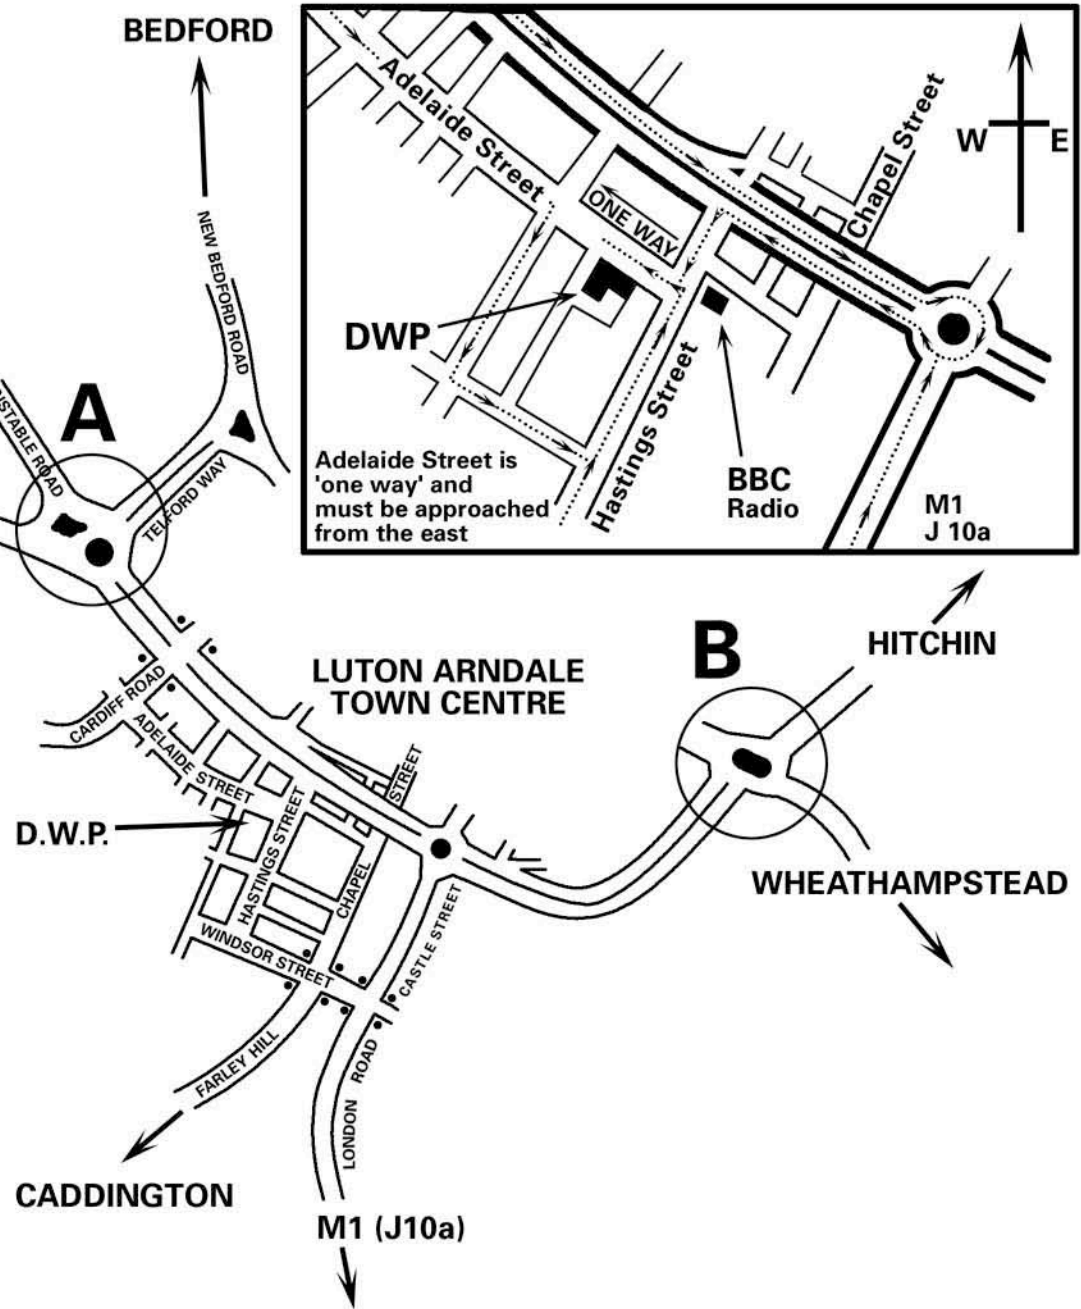 BEDFORD
NEW BEDFORD ROAD
A
ROAD
TELFORD WAY
CARDIFF ROAD
ADELAIDE STREET
D.W.P.
HASTINGS STREET
CHAPEL
STREET
WINDSOR STREET
CASTLE STREET
FARLEY HILL
LONDON ROAD
CADDINGTON
M1 (J10a)
LUTON ARNDALE
TOWN CENTRE
B
HITCHIN
WHEATHAMPSTEAD
Adelaide Street
ONE WAY
DWP
Hastings Street
BBC
Radio
Chapel Street
W
E
M1
J 10a
Adelaide Street is
'one way' and
must be approached
from the east